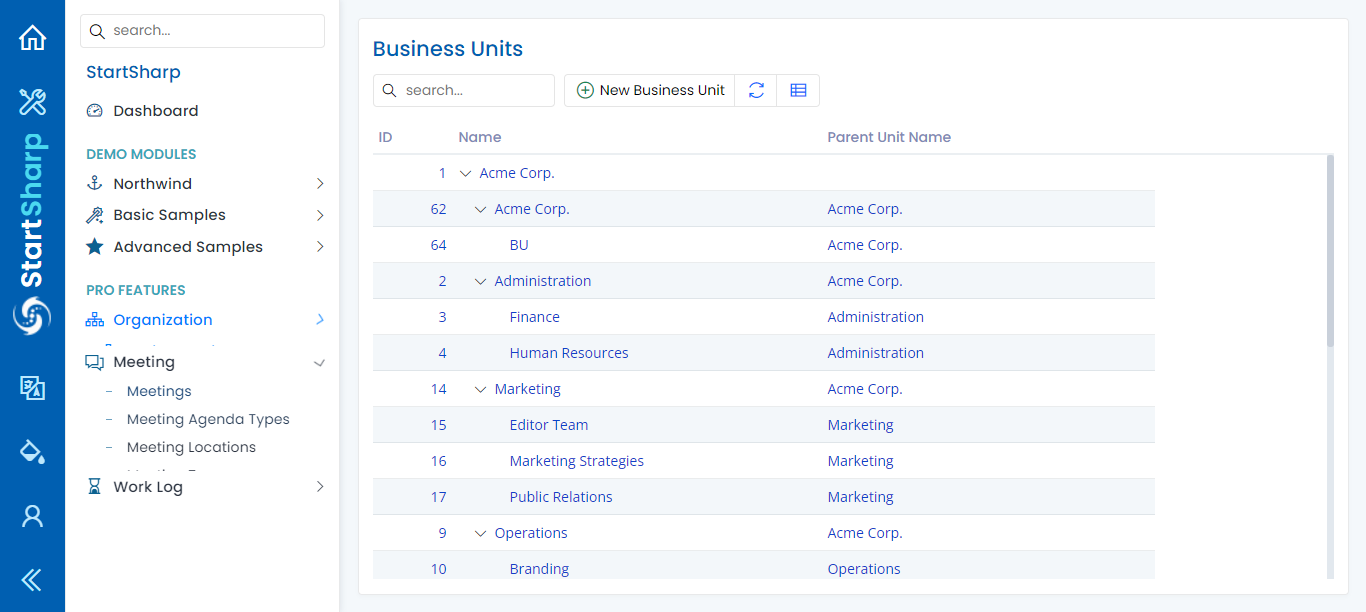 StartSharp
search...
StartSharp
Dashboard
DEMO MODULES
Northwind
Basic Samples
Advanced Samples
PRO FEATURES
Organization
Meeting
Meetings
Meeting Agenda Types
Meeting Locations
Work Log
Business Units
search...
New Business Unit
ID Name Parent Unit Name
1 Acme Corp.
62 Acme Corp. Acme Corp.
64 BU Acme Corp.
2 Administration Acme Corp.
3 Finance Administration
4 Human Resources Administration
14 Marketing Acme Corp.
15 Editor Team Marketing
16 Marketing Strategies Marketing
17 Public Relations Marketing
9 Operations Acme Corp.
10 Branding Operations